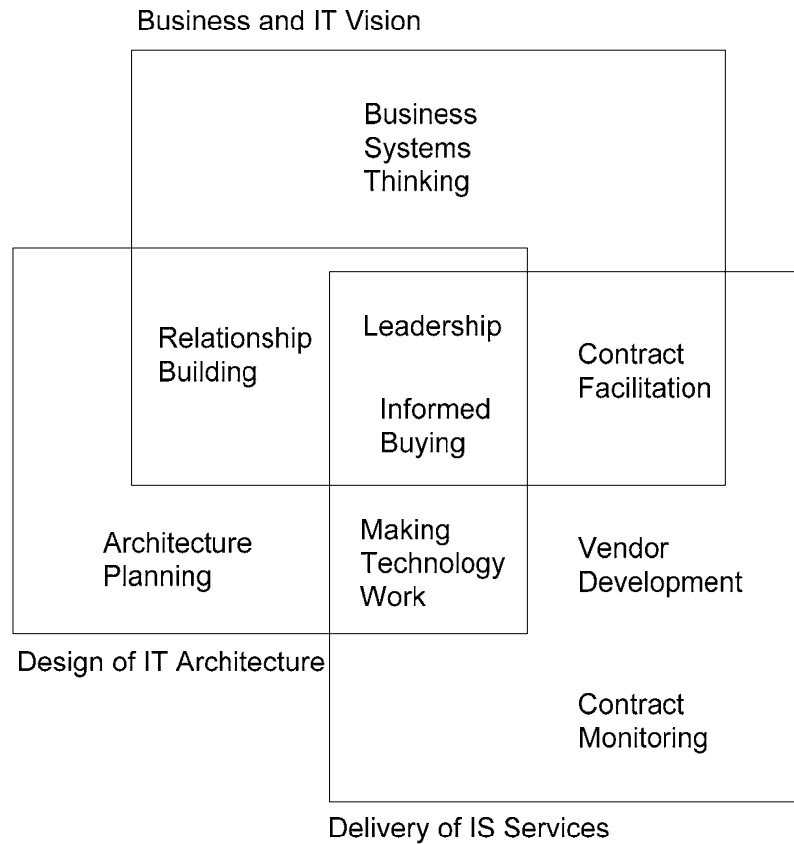 Business and IT Vision
Business
Systems
Thinking
Relationship
Building
Leadership
Informed
Buying
Contract
Facilitation
Architecture
Planning
Making
Technology
Work
Vendor
Development
Design of IT Architecture
Contract
Monitoring
Delivery of IS Services